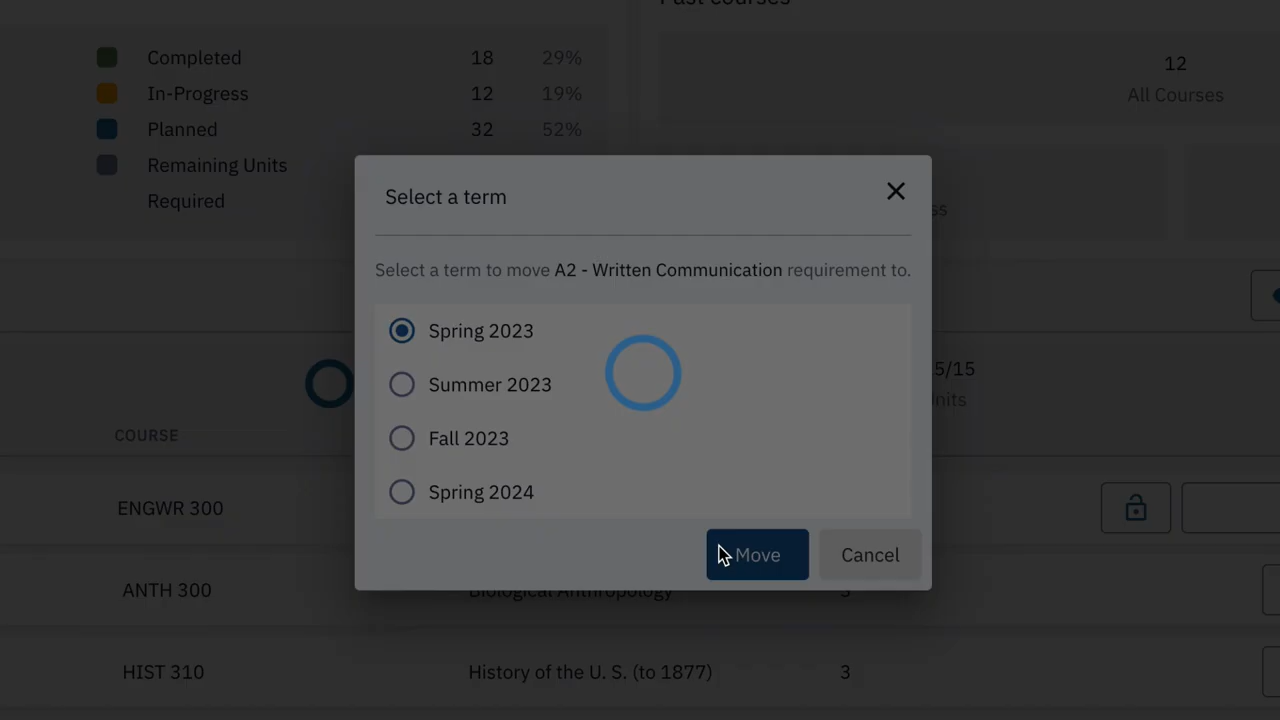 Past courses
Completed 18 29%
In-Progress 12 19%
Planned 32 52%
Remaining Units
Required
12
All Courses
Select a term
Select a term to move A2 - Written Communication requirement to.
Spring 2023
Summer 2023
Fall 2023
Spring 2024
Move
Cancel
5/15
COURSE
ENGWR 300
ANTH 300 Biological Anthropology 3
HIST 310 History of the U. S. (to 1877) 3